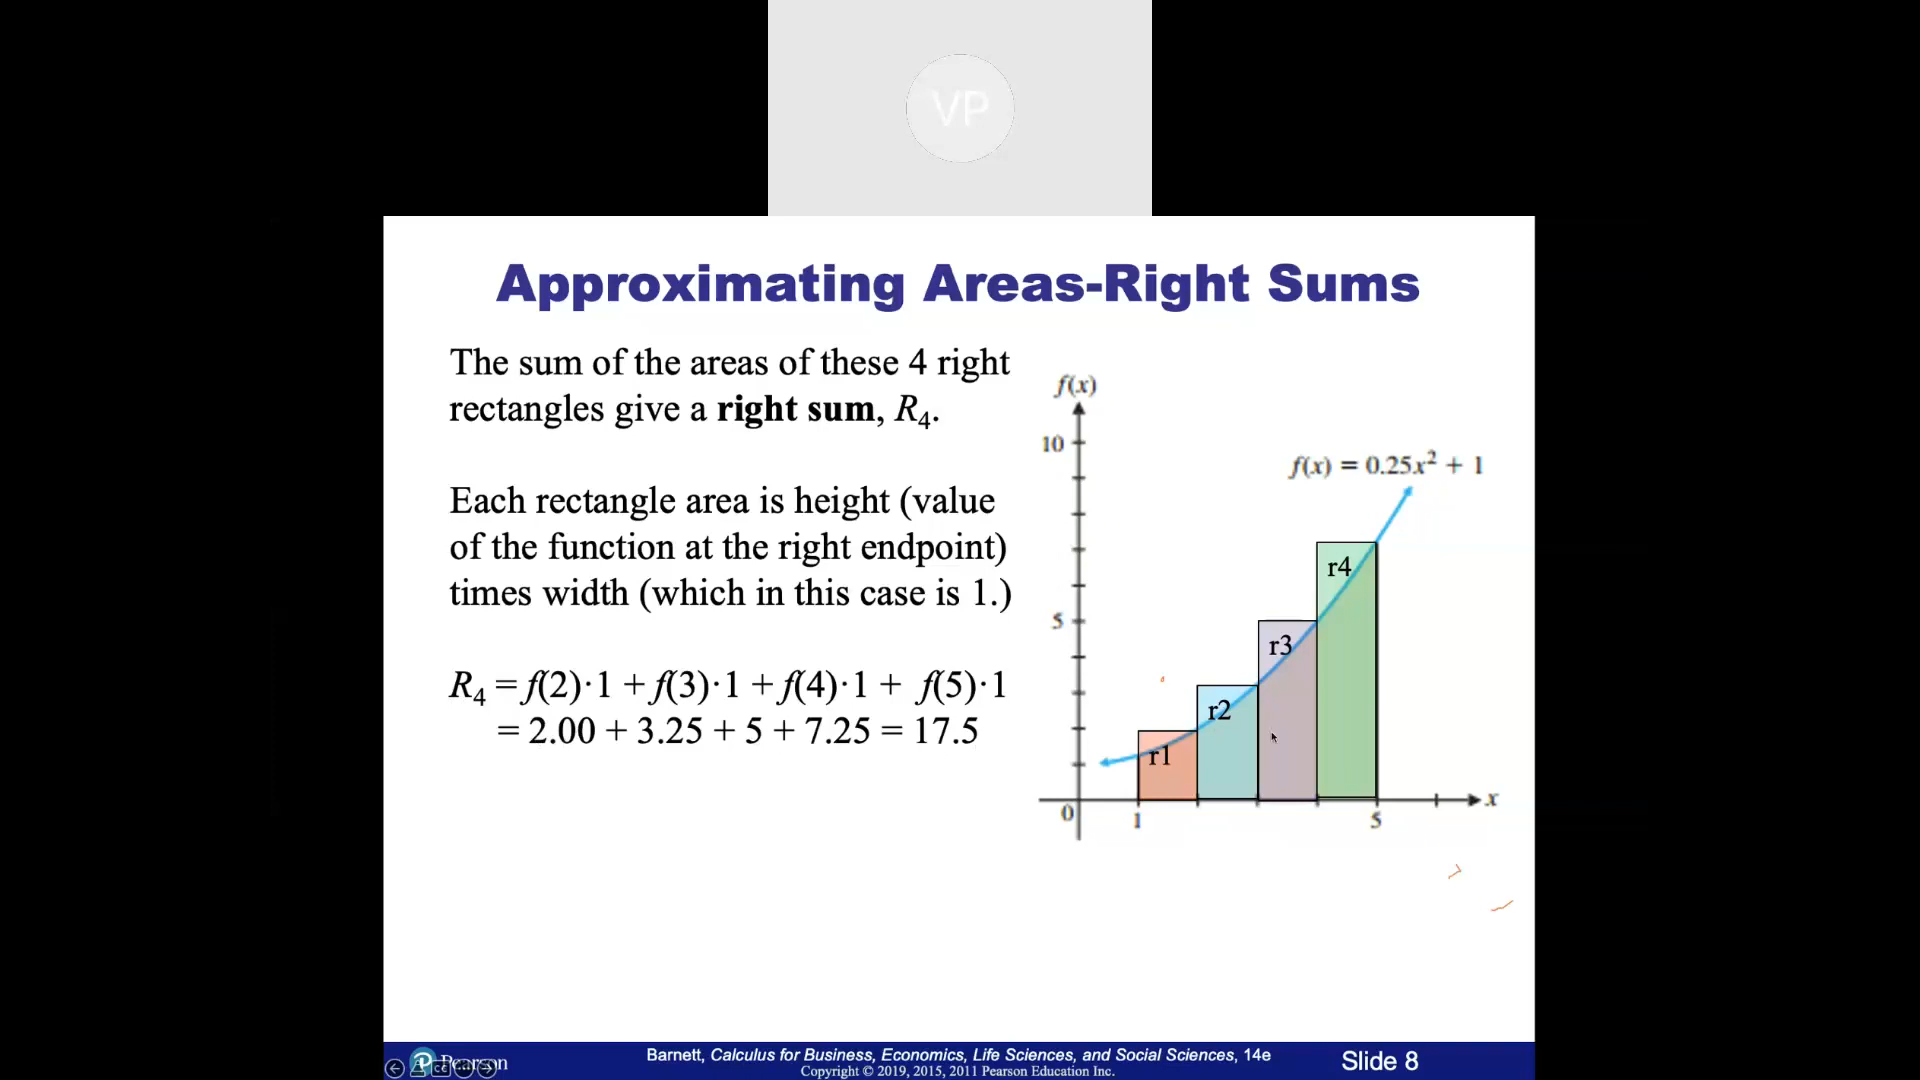 VP
Approximating Areas-Right Sums
The sum of the areas of these 4 right
rectangles give a right sum, R4.
Each rectangle area is height (value
of the function at the right endpoint)
times width (which in this case is 1.)
R4 = f(2)·1 + f(3)·1 + f(4)·1 + f(5)·1
= 2.00 + 3.25 + 5 + 7.25 = 17.5
f(x)
10
f(x) = 0.25x² + 1
r4
5
r3
r2
r1
x
0
1
5
Pearson
Barnett, Calculus for Business, Economics, Life Sciences, and Social Sciences, 14e
Copyright © 2019, 2015, 2011 Pearson Education Inc.
Slide 8